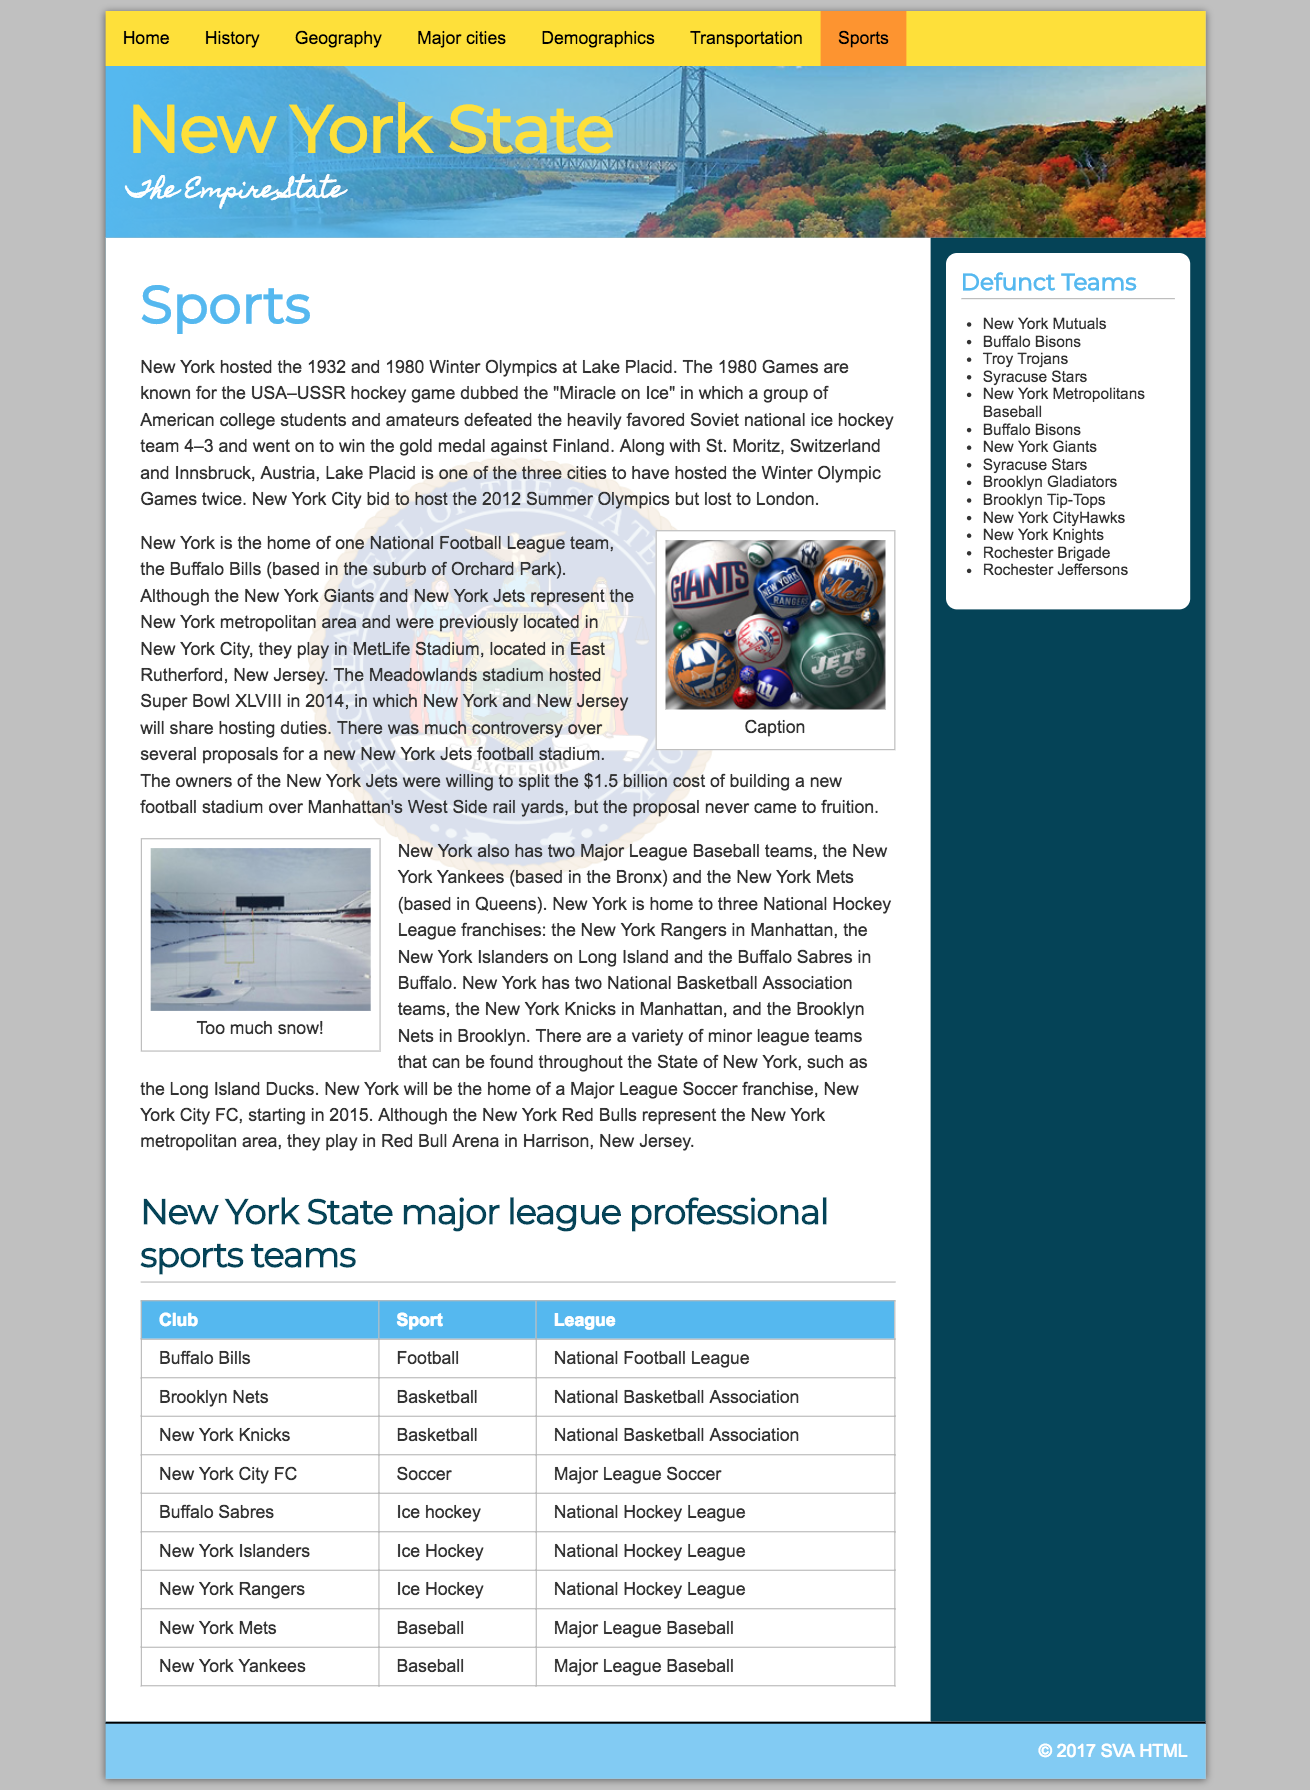 Home History Geography Major cities Demographics Transportation Sports
New York State
The Empire State
Sports
New York hosted the 1932 and 1980 Winter Olympics at Lake Placid. The 1980 Games are
known for the USA–USSR hockey game dubbed the "Miracle on Ice" in which a group of
American college students and amateurs defeated the heavily favored Soviet national ice hockey
team 4–3 and went on to win the gold medal against Finland. Along with St. Moritz, Switzerland
and Innsbruck, Austria, Lake Placid is one of the three cities to have hosted the Winter Olympic
Games twice. New York City bid to host the 2012 Summer Olympics but lost to London.
New York is the home of one National Football League team,
the Buffalo Bills (based in the suburb of Orchard Park).
Although the New York Giants and New York Jets represent the
New York metropolitan area and were previously located in
New York City, they play in MetLife Stadium, located in East
Rutherford, New Jersey. The Meadowlands stadium hosted
Super Bowl XLVIII in 2014, in which New York and New Jersey
will share hosting duties. There was much controversy over
several proposals for a new New York Jets football stadium.
The owners of the New York Jets were willing to split the $1.5 billion cost of building a new
football stadium over Manhattan's West Side rail yards, but the proposal never came to fruition.
GIANTS
NEW YORK
RANGERS
Mets
NY
JETS
ny
Caption
EXCELSIOR
Too much snow!
New York also has two Major League Baseball teams, the New
York Yankees (based in the Bronx) and the New York Mets
(based in Queens). New York is home to three National Hockey
League franchises: the New York Rangers in Manhattan, the
New York Islanders on Long Island and the Buffalo Sabres in
Buffalo. New York has two National Basketball Association
teams, the New York Knicks in Manhattan, and the Brooklyn
Nets in Brooklyn. There are a variety of minor league teams
that can be found throughout the State of New York, such as
the Long Island Ducks. New York will be the home of a Major League Soccer franchise, New
York City FC, starting in 2015. Although the New York Red Bulls represent the New York
metropolitan area, they play in Red Bull Arena in Harrison, New Jersey.
New York State major league professional
sports teams
Club Sport League
Buffalo Bills Football National Football League
Brooklyn Nets Basketball National Basketball Association
New York Knicks Basketball National Basketball Association
New York City FC Soccer Major League Soccer
Buffalo Sabres Ice hockey National Hockey League
New York Islanders Ice Hockey National Hockey League
New York Rangers Ice Hockey National Hockey League
New York Mets Baseball Major League Baseball
New York Yankees Baseball Major League Baseball
Defunct Teams
New York Mutuals
Buffalo Bisons
Troy Trojans
Syracuse Stars
New York Metropolitans
Baseball
Buffalo Bisons
New York Giants
Syracuse Stars
Brooklyn Gladiators
Brooklyn Tip-Tops
New York CityHawks
New York Knights
Rochester Brigade
Rochester Jeffersons
© 2017 SVA HTML